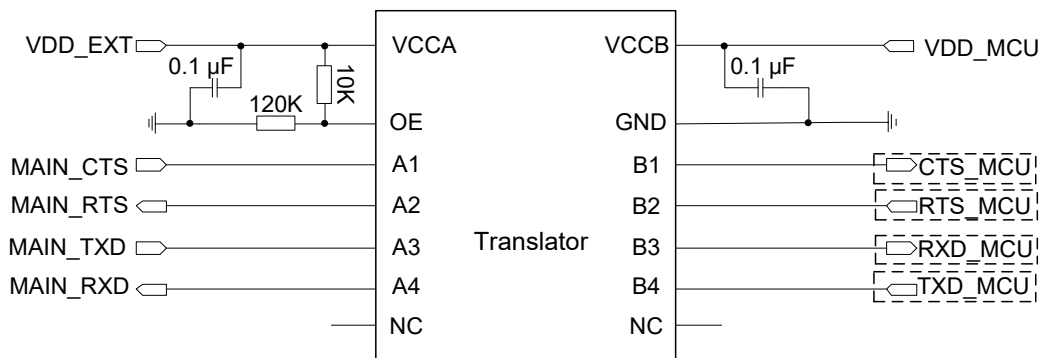 VDD_EXT VCCA VCCB VDD_MCU
0.1 µF 10K 0.1 µF
120K
OE GND
MAIN_CTS A1 B1 CTS_MCU
MAIN_RTS A2 B2 RTS_MCU
MAIN_TXD A3 Translator B3 RXD_MCU
MAIN_RXD A4 B4 TXD_MCU
NC NC